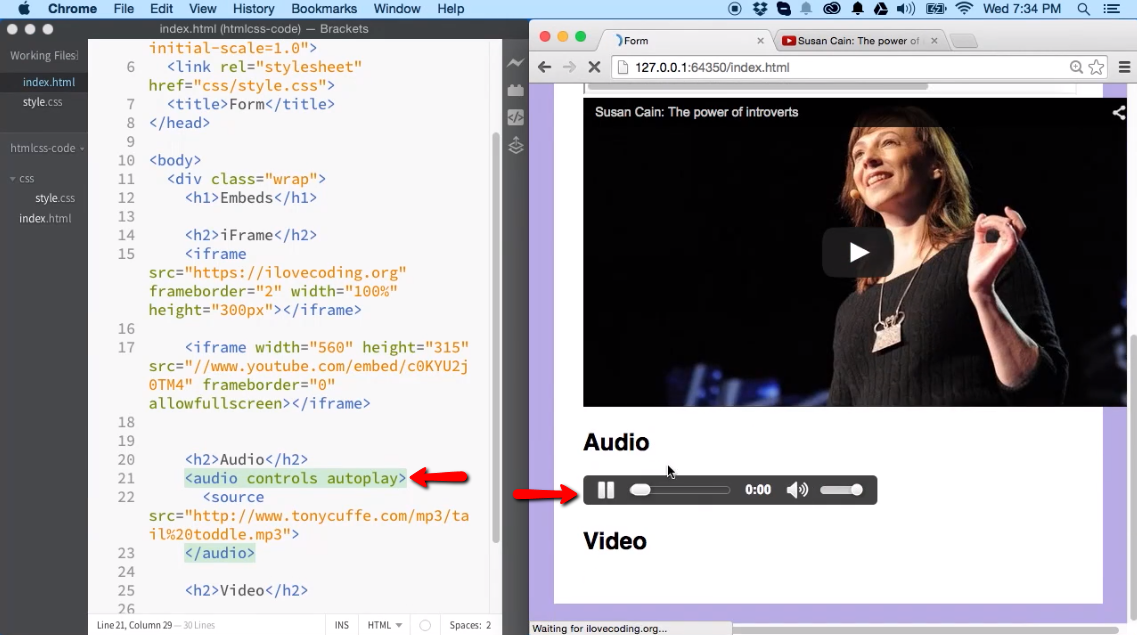 Chrome File Edit View History Bookmarks Window Help Wed 7:34 PM
index.html (htmlcss-code) — Brackets
Working Files
index.html
style.css
htmlcss-code
css
style.css
index.html
initial-scale=1.0">
6 <link rel="stylesheet"
href="css/style.css">
7 <title>Form</title>
8 </head>
9
10 <body>
11 <div class="wrap">
12 <h1>Embeds</h1>
13
14 <h2>iFrame</h2>
15 <iframe
src="https://ilovecoding.org"
frameborder="2" width="100%"
height="300px"></iframe>
16
17 <iframe width="560" height="315"
src="//www.youtube.com/embed/c0KYU2j
0TM4" frameborder="0"
allowfullscreen></iframe>
18
19
20 <h2>Audio</h2>
21 <audio controls autoplay>
22 <source
src="http://www.tonycuffe.com/mp3/ta
il%20toddle.mp3">
23 </audio>
24
25 <h2>Video</h2>
26
Line 21, Column 29 — 30 Lines
INS HTML Spaces: 2
Form
Susan Cain: The power of
127.0.0.1:64350/index.html
Susan Cain: The power of introverts
Audio
0:00
Video
Waiting for ilovecoding.org...